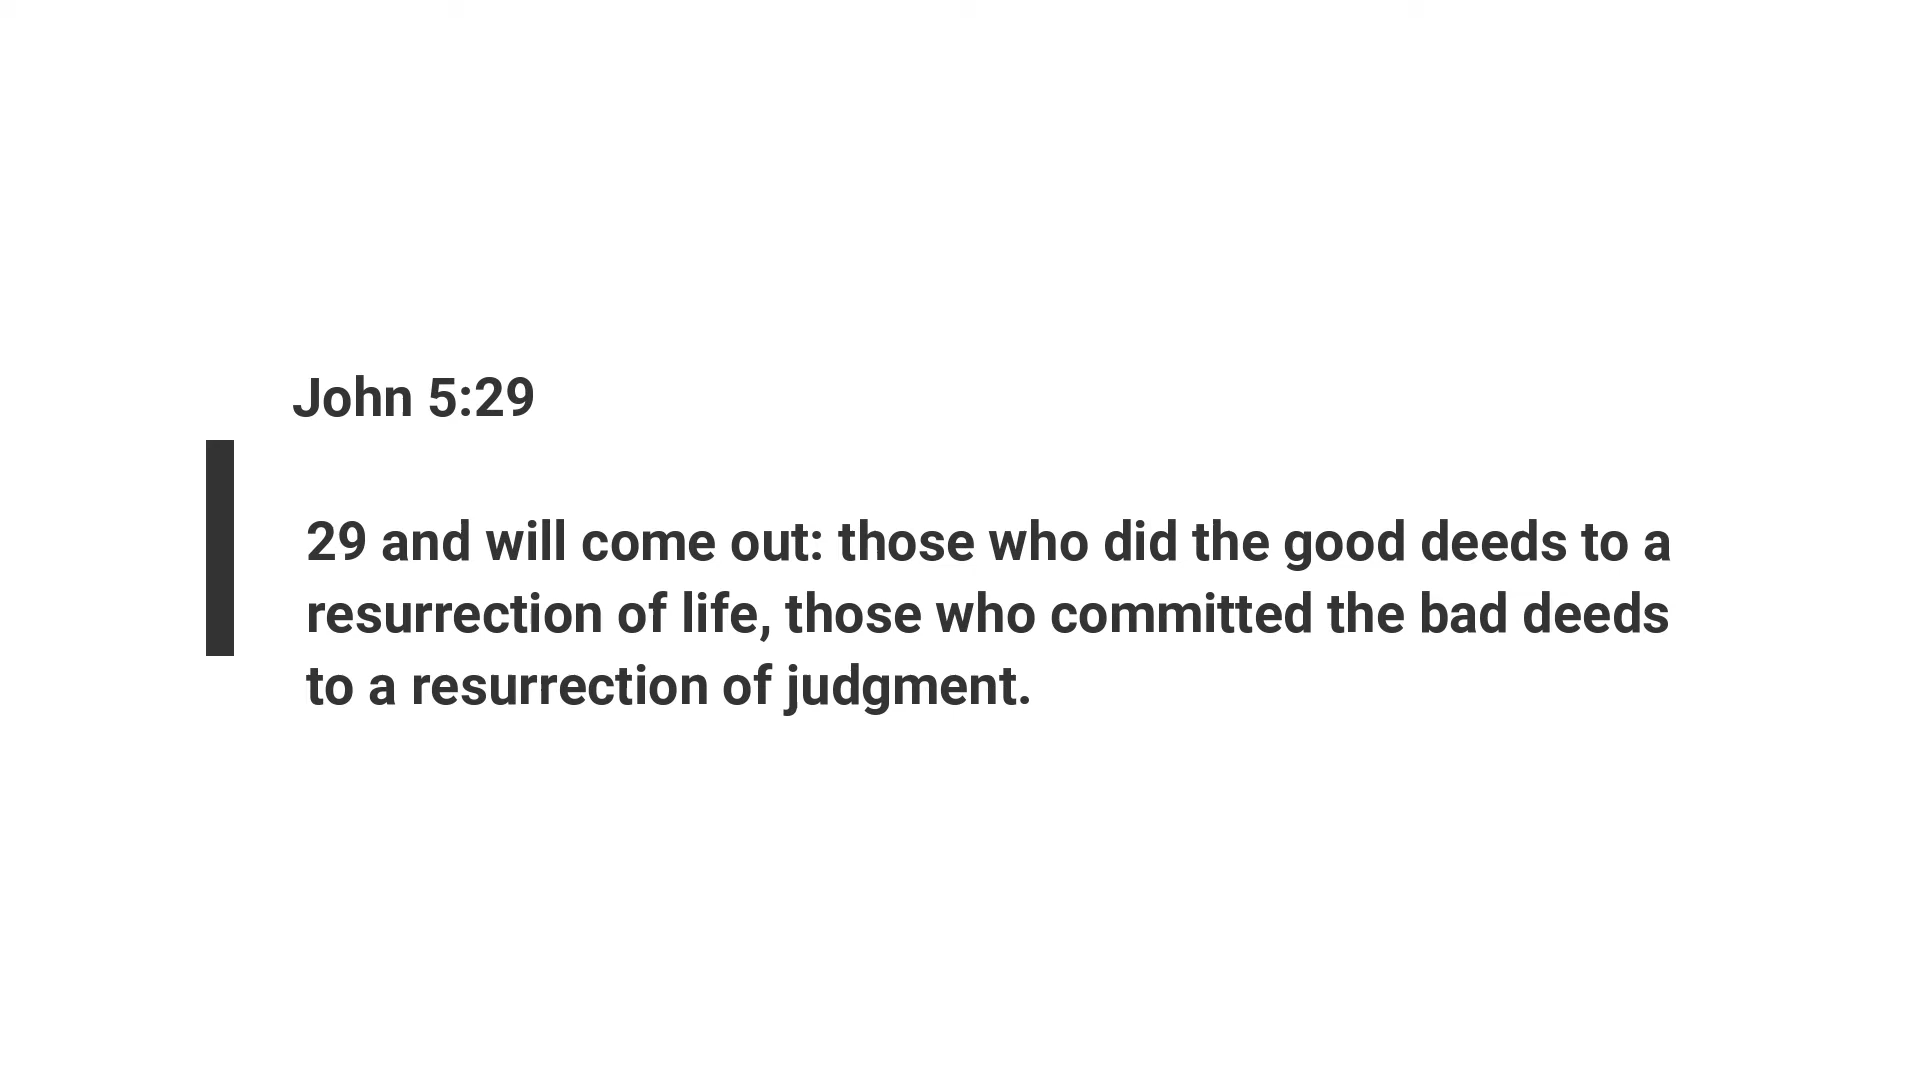 John 5:29
29 and will come out: those who did the good deeds to a
resurrection of life, those who committed the bad deeds
to a resurrection of judgment.